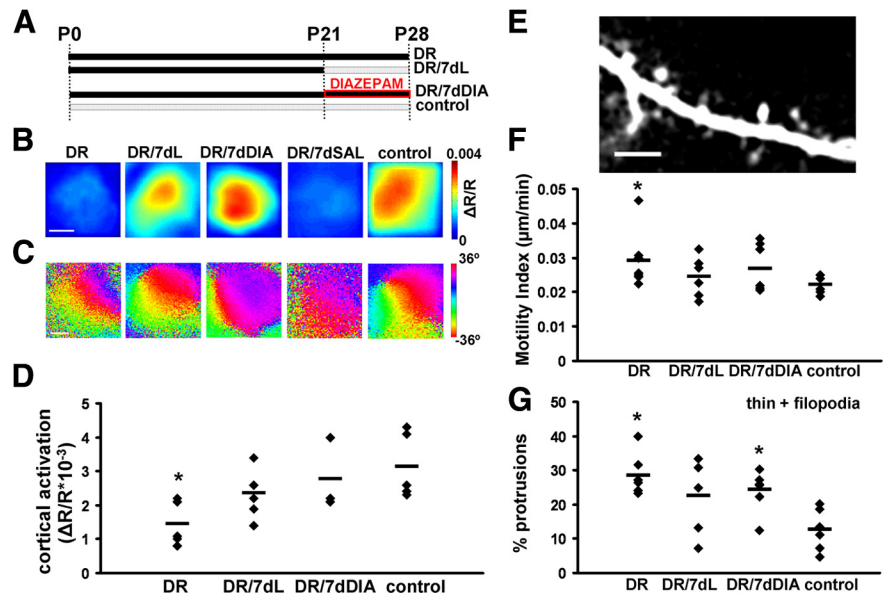 A
P0 P21 P28
DR
DR/7dL
DIAZEPAM
DR/7dDIA
control
B
DR DR/7dL DR/7dDIA DR/7dSAL control
0.004
ΔR/R
0
C
36°
-36°
D
cortical activation
(ΔR/R*10⁻³)
5
4
3
2
1
0
*
DR DR/7dL DR/7dDIA control
E
F
Motility Index (µm/min)
0.05
0.04
0.03
0.02
0.01
0
*
DR DR/7dL DR/7dDIA control
G
thin + filopodia
% protrusions
50
40
30
20
10
0
*
*
DR DR/7dL DR/7dDIA control